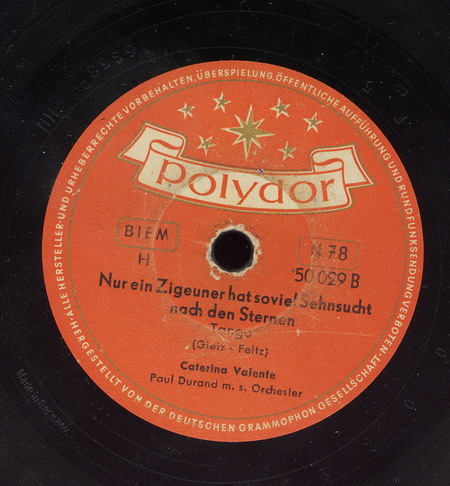 ALLE HERSTELLER- UND URHEBERRECHTE VORBEHALTEN, ÜBERSPIELUNG, ÖFFENTLICHE AUFFÜHRUNG UND RUNDFUNKSENDUNG VERBOTEN.
polydor
BIEM
N 78
H
50 029 B
Nur ein Zigeuner hat soviel Sehnsucht
nach den Sternen
Tango
(Gietz - Feltz)
Caterina Valente
Paul Durand m. s. Orchester
HERGESTELLT VON DER DEUTSCHEN GRAMMOPHON GESELLSCHAFT
Made in Germany